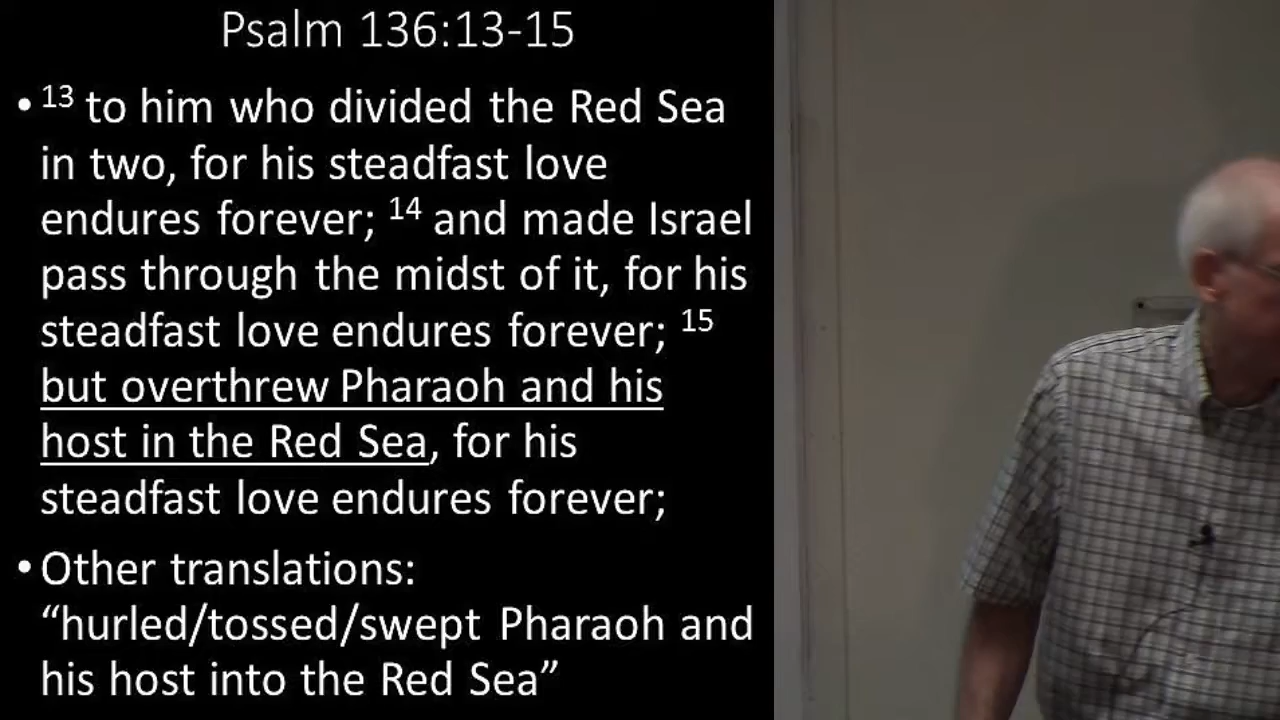 Psalm 136:13-15
• 13 to him who divided the Red Sea
in two, for his steadfast love
endures forever; 14 and made Israel
pass through the midst of it, for his
steadfast love endures forever; 15
but overthrew Pharaoh and his
host in the Red Sea, for his
steadfast love endures forever;
• Other translations:
“hurled/tossed/swept Pharaoh and
his host into the Red Sea”